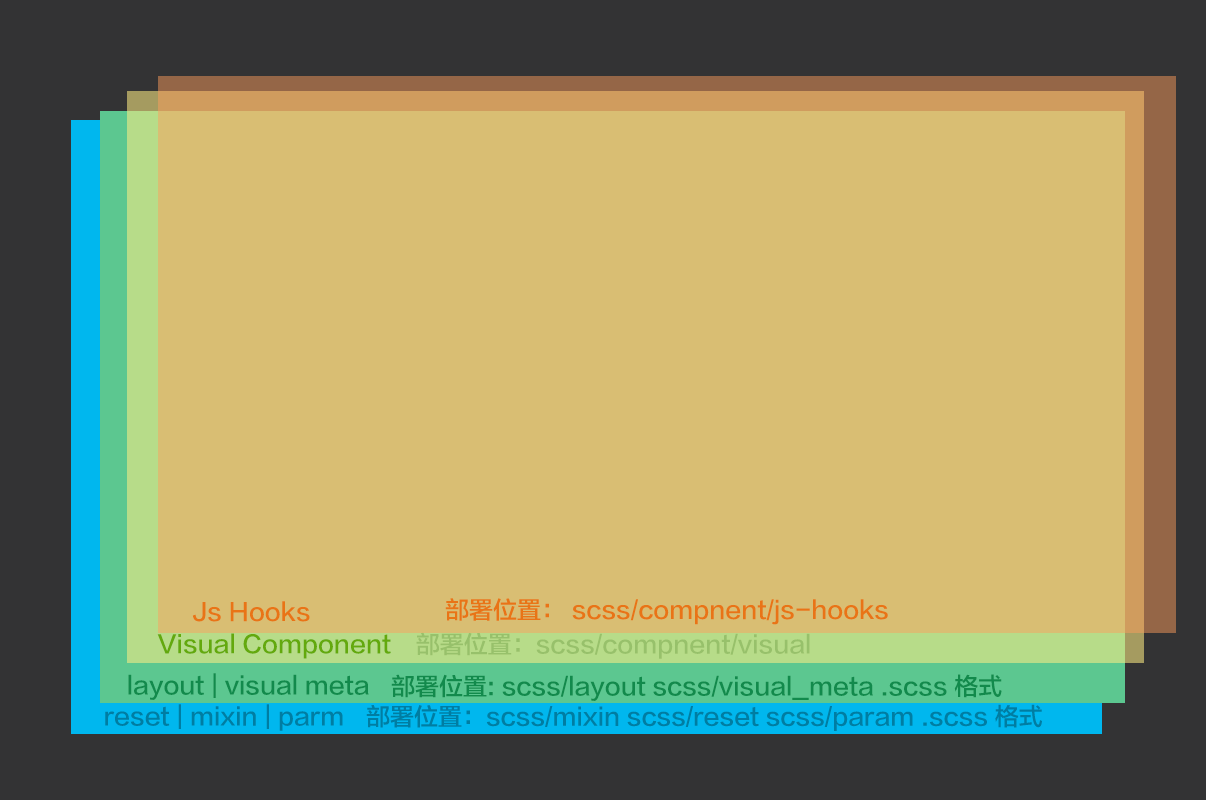 Js Hooks 部署位置： scss/compnent/js-hooks
Visual Component 部署位置：scss/compnent/visual
layout | visual meta 部署位置: scss/layout scss/visual_meta .scss 格式
reset | mixin | parm 部署位置：scss/mixin scss/reset scss/param .scss 格式